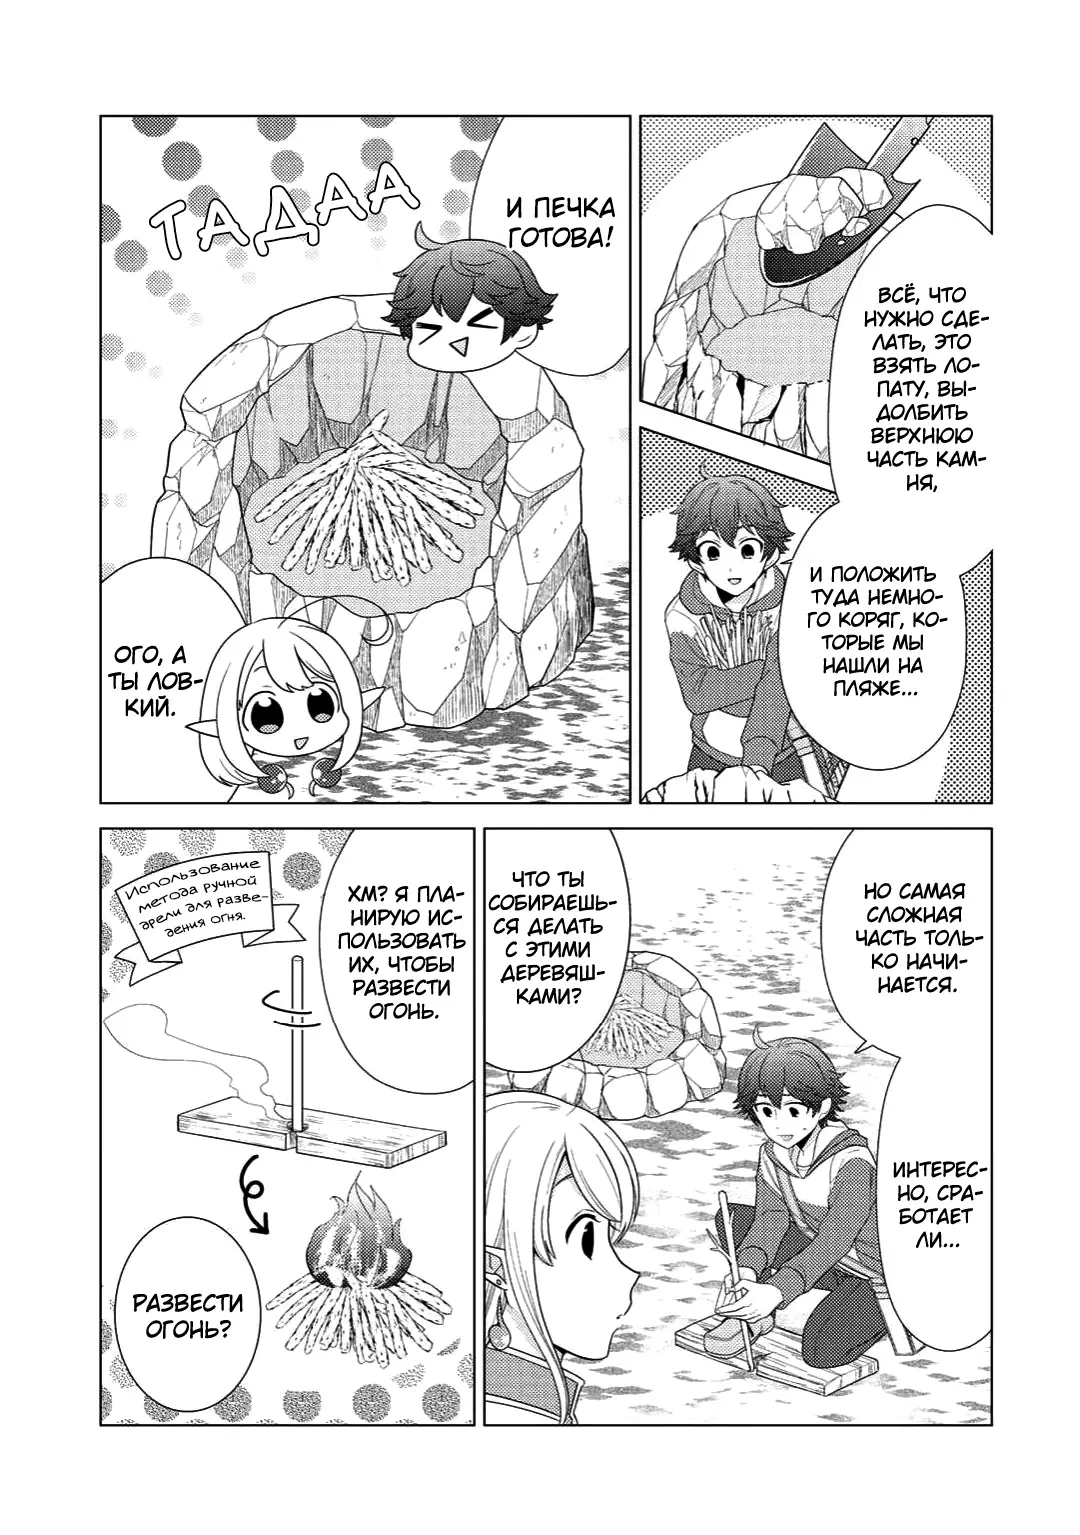 ВСЁ, ЧТО
НУЖНО СДЕ-
ЛАТЬ, ЭТО
ВЗЯТЬ ЛО-
ПАТУ, ВЫ-
ДОЛБИТЬ
ВЕРХНЮЮ
ЧАСТЬ КАМ-
НЯ,
И ПОЛОЖИТЬ
ТУДА НЕМНО-
ГО КОРЯГ, КО-
ТОРЫЕ МЫ
НАШЛИ НА
ПЛЯЖЕ...
И ПЕЧКА
ГОТОВА!
ТАДАА
ОГО, А
ТЫ ЛОВ-
КИЙ.
НО САМАЯ
СЛОЖНАЯ
ЧАСТЬ ТОЛЬ-
КО НАЧИ-
НАЕТСЯ.
ИНТЕРЕС-
НО, СРА-
БОТАЕТ
ЛИ...
ЧТО ТЫ
СОБИРАЕШЬ-
СЯ ДЕЛАТЬ
С ЭТИМИ
ДЕРЕВЯШ-
КАМИ?
ХМ? Я ПЛА-
НИРУЮ ИС-
ПОЛЬЗОВАТЬ
ИХ, ЧТОБЫ
РАЗВЕСТИ
ОГОНЬ.
Использование
метода ручной
дрели для разве-
дения огня.
РАЗВЕСТИ
ОГОНЬ?